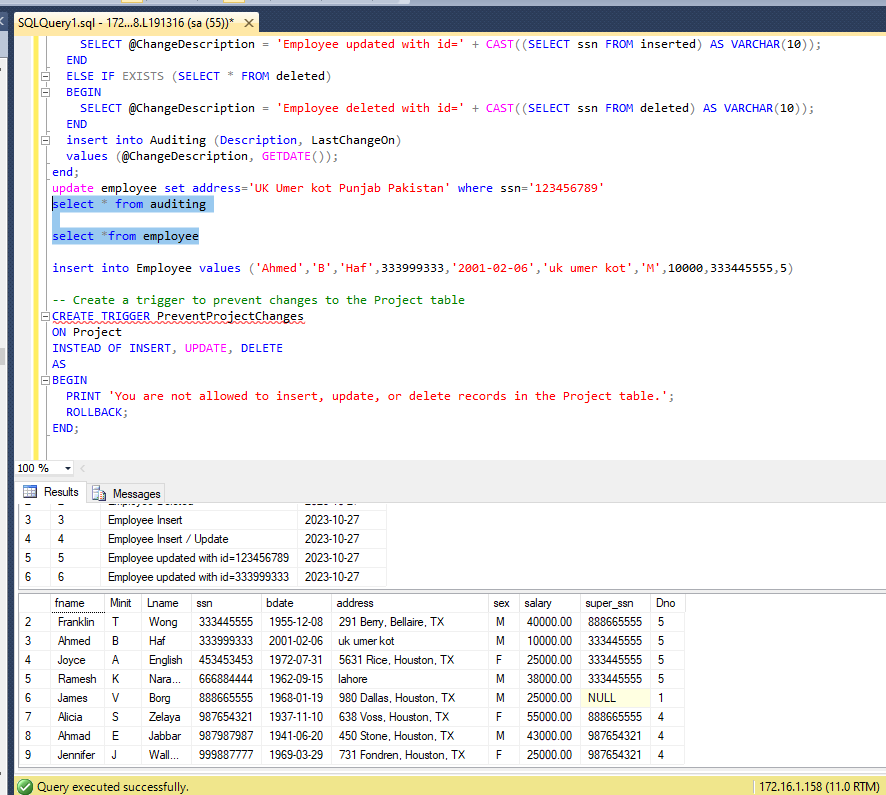 SQLQuery1.sql - 172...8.L191316 (sa (55))*
SELECT @ChangeDescription = 'Employee updated with id=' + CAST((SELECT ssn FROM inserted) AS VARCHAR(10));
END
ELSE IF EXISTS (SELECT * FROM deleted)
BEGIN
SELECT @ChangeDescription = 'Employee deleted with id=' + CAST((SELECT ssn FROM deleted) AS VARCHAR(10));
END
insert into Auditing (Description, LastChangeOn)
values (@ChangeDescription, GETDATE());
end;
update employee set address='UK Umer kot Punjab Pakistan' where ssn='123456789'
select * from auditing
select *from employee
insert into Employee values ('Ahmed','B','Haf',333999333,'2001-02-06','uk umer kot','M',10000,333445555,5)
-- Create a trigger to prevent changes to the Project table
CREATE TRIGGER PreventProjectChanges
ON Project
INSTEAD OF INSERT, UPDATE, DELETE
AS
BEGIN
PRINT 'You are not allowed to insert, update, or delete records in the Project table.';
ROLLBACK;
END;
100 %
Results Messages
3 3 Employee Insert 2023-10-27
4 4 Employee Insert / Update 2023-10-27
5 5 Employee updated with id=123456789 2023-10-27
6 6 Employee updated with id=333999333 2023-10-27
fname Minit Lname ssn bdate address sex salary super_ssn Dno
2 Franklin T Wong 333445555 1955-12-08 291 Berry, Bellaire, TX M 40000.00 888665555 5
3 Ahmed B Haf 333999333 2001-02-06 uk umer kot M 10000.00 333445555 5
4 Joyce A English 453453453 1972-07-31 5631 Rice, Houston, TX F 25000.00 333445555 5
5 Ramesh K Nara... 666884444 1962-09-15 lahore M 38000.00 333445555 5
6 James V Borg 888665555 1968-01-19 980 Dallas, Houston, TX M 25000.00 NULL 1
7 Alicia S Zelaya 987654321 1937-11-10 638 Voss, Houston, TX F 55000.00 888665555 4
8 Ahmad E Jabbar 987987987 1941-06-20 450 Stone, Houston, TX M 43000.00 987654321 4
9 Jennifer J Wall... 999887777 1969-03-29 731 Fondren, Houston, TX F 25000.00 987654321 4
Query executed successfully. 172.16.1.158 (11.0 RTM)